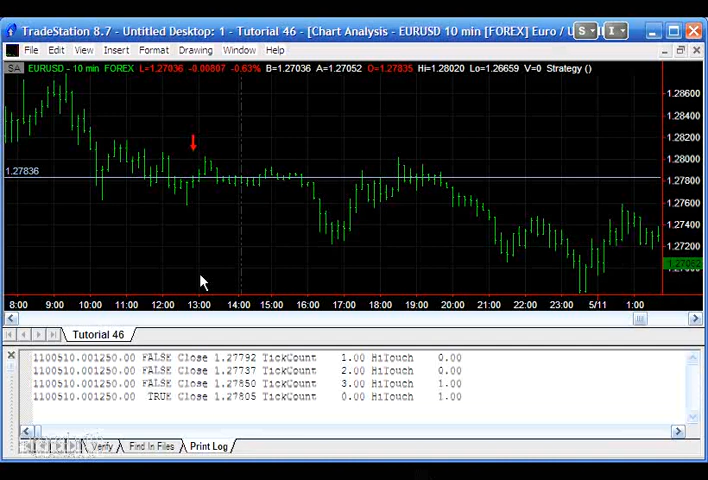 TradeStation 8.7 - Untitled Desktop: 1 - Tutorial 46 - [Chart Analysis - EURUSD 10 min [FOREX] Euro / U
S I
File Edit View Insert Format Drawing Window Help
SA EURUSD - 10 min FOREX L=1.27036 -0.00807 -0.63% B=1.27036 A=1.27052 O=1.27835 Hi=1.28020 Lo=1.26659 V=0 Strategy ()
1.28600
1.28400
1.28200
1.28000
1.27836
1.27800
1.27600
1.27400
1.27200
8:00 9:00 10:00 11:00 12:00 13:00 14:00 15:00 16:00 17:00 18:00 19:00 20:00 21:00 22:00 23:00 5/11 1:00
Tutorial 46
1100510.001250.00 FALSE Close 1.27792 TickCount 1.00 HiTouch 0.00
1100510.001250.00 FALSE Close 1.27737 TickCount 2.00 HiTouch 0.00
1100510.001250.00 FALSE Close 1.27850 TickCount 3.00 HiTouch 1.00
1100510.001250.00 TRUE Close 1.27805 TickCount 0.00 HiTouch 1.00
Verify Find In Files Print Log